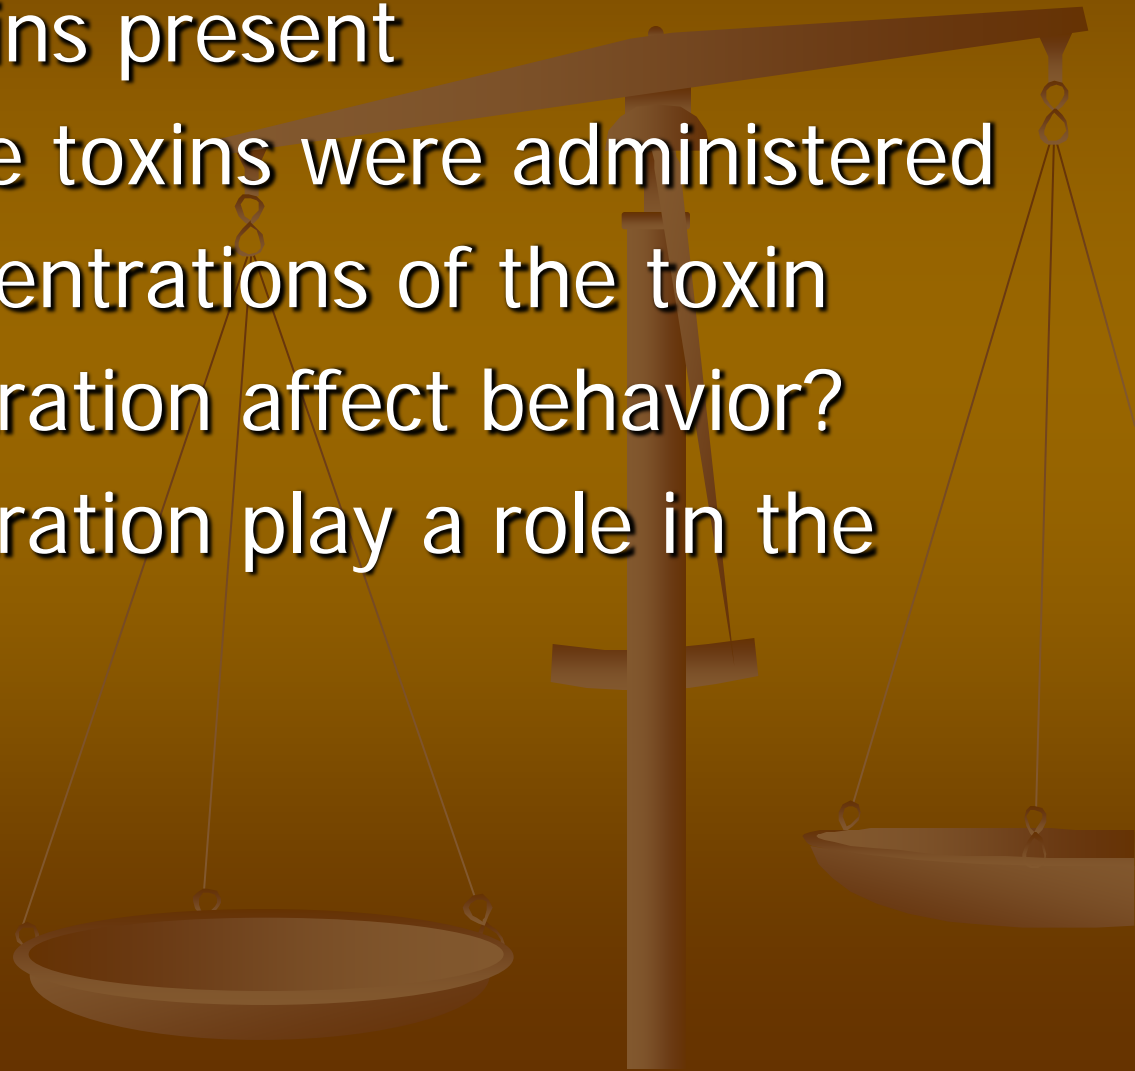 ins present
e toxins were administered
entrations of the toxin
ration affect behavior?
ration play a role in the